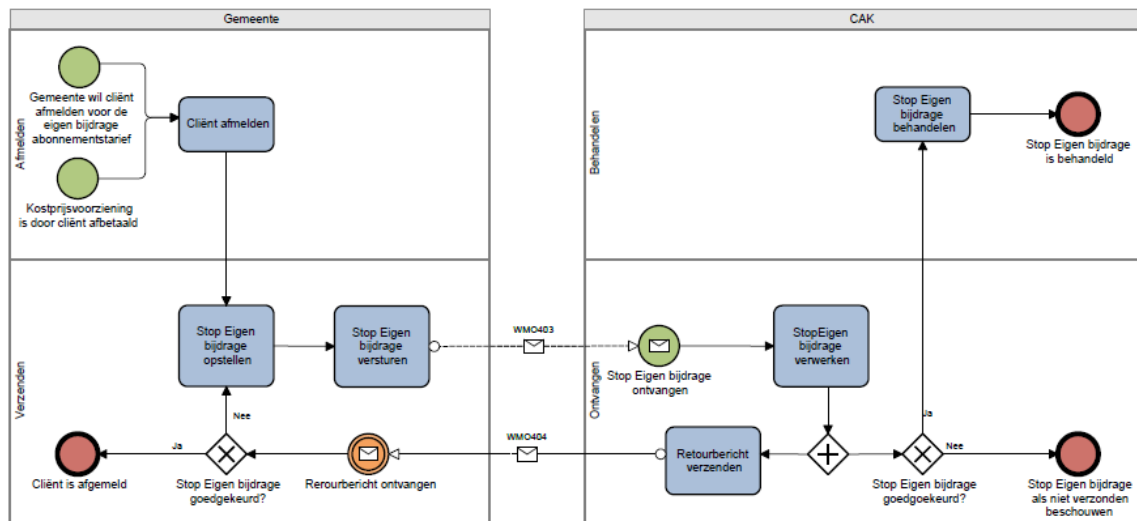 Gemeente
Afmelden
Gemeente wil cliënt
afmelden voor de
eigen bijdrage
abonnementstarief
Kostprijsvoorziening
is door cliënt afbetaald
Cliënt afmelden
Verzenden
Stop Eigen
bijdrage
opstellen
Stop Eigen
bijdrage
versturen
Nee
Ja
Cliënt is afgemeld
Stop Eigen bijdrage
goedgekeurd?
Rerourbericht ontvangen
WMO403
WMO404
CAK
Behandelen
Stop Eigen
bijdrage
behandelen
Stop Eigen bijdrage
is behandeld
Ontvangen
Stop Eigen bijdrage
ontvangen
StopEigen
bijdrage
verwerken
Retourbericht
verzenden
Ja
Nee
Stop Eigen bijdrage
goedgoekeurd?
Stop Eigen bijdrage
als niet verzonden
beschouwen